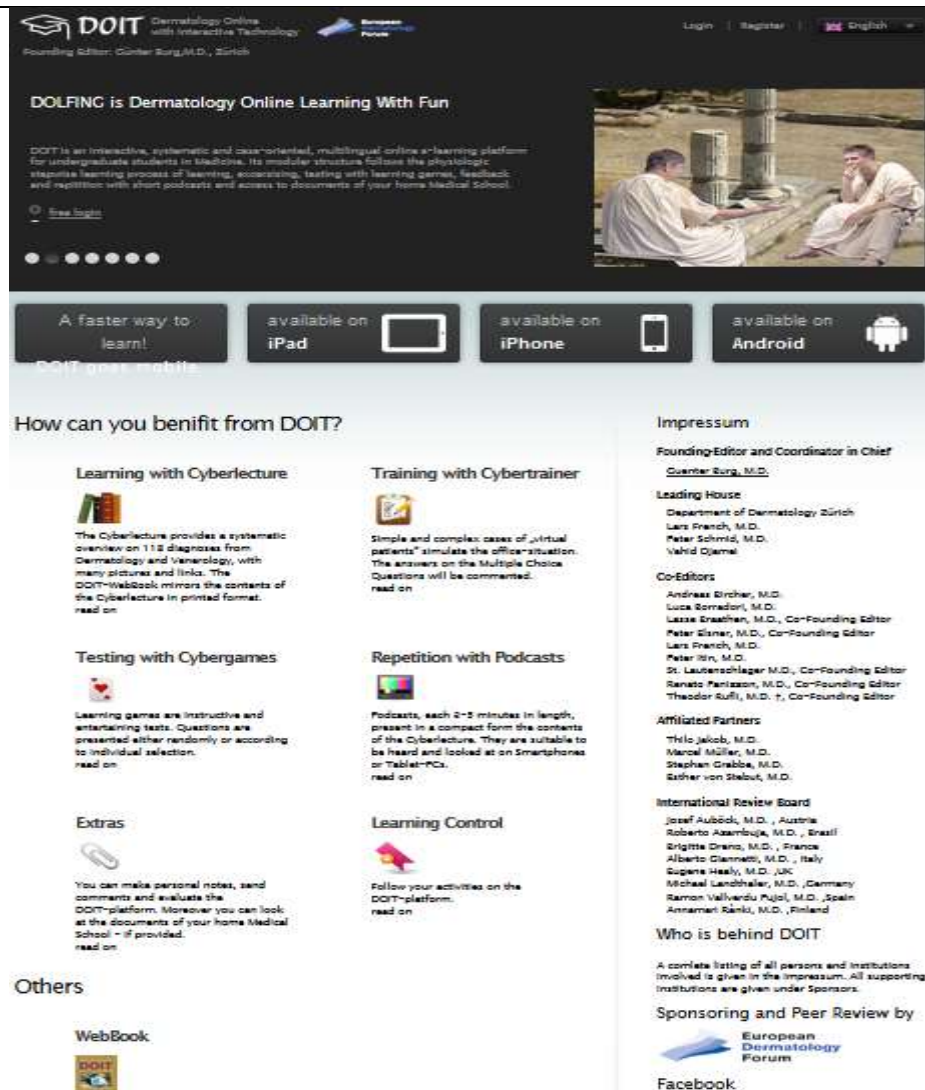 DOIT Dermatology Online
with Interactive Technology
European
Dermatology
Forum
Login | Register | English
Founding Editor: Günter Burg,M.D., Zürich
DOLFING is Dermatology Online Learning With Fun
DOIT is an interactive, systematic and case-oriented, multilingual online e-learning platform
for undergraduate students in Medicine. Its modular structure follows the physiologic
stepwise learning process of learning, excersising, testing with learning games, feedback
and repitition with short podcasts and access to documents of your home Medical School.
free login
A faster way to
learn!
DOIT goes mobile.
available on
iPad
available on
iPhone
available on
Android
How can you benifit from DOIT?
Learning with Cyberlecture
The Cyberlecture provides a systematic
overview on 118 diagnoses from
Dermatology and Venerology, with
many pictures and links. The
DOIT-WebBook mirrors the contents of
the Cyberlecture in printed format.
read on
Training with Cybertrainer
Simple and complex cases of „virtual
patients" simulate the office-situation.
The answers on the Multiple Choice
Questions will be commented.
read on
Testing with Cybergames
Learning games are instructive and
entertaining tests. Questions are
presented either randomly or according
to individual selection.
read on
Repetition with Podcasts
Podcasts, each 2-5 minutes in length,
present in a compact form the contents
of the Cyberlecture. They are suitable to
be heard and looked at on Smartphones
or Tablet-PCs.
read on
Extras
You can make personal notes, send
comments and evaluate the
DOIT-platform. Moreover you can look
at the documents of your home Medical
School - if provided.
read on
Learning Control
Follow your activities on the
DOIT-platform.
read on
Others
WebBook
DOIT
Impressum
Founding-Editor and Coordinator in Chief
Guenter Burg, M.D.
Leading House
Department of Dermatology Zürich
Lars French, M.D.
Peter Schmid, M.D.
Vahid Djamei
Co-Editors
Andreas Bircher, M.D.
Luca Borradori, M.D.
Lasse Braathen, M.D., Co-Founding Editor
Peter Elsner, M.D., Co-Founding Editor
Lars French, M.D.
Peter Itin, M.D.
St. Lautenschlager M.D., Co-Founding Editor
Renato Panizzon, M.D., Co-Founding Editor
Theodor Rufli, M.D. †, Co-Founding Editor
Affiliated Partners
Thilo Jakob, M.D.
Marcel Müller, M.D.
Stephan Grabbe, M.D.
Esther von Stebut, M.D.
International Review Board
Josef Auböck, M.D. , Austria
Roberto Azambuja, M.D. , Brasil
Brigitte Dreno, M.D. , France
Alberto Giannetti, M.D. , Italy
Eugene Healy, M.D. ,UK
Michael Landthaler, M.D. ,Germany
Ramon Vallverdu Pujol, M.D. ,Spain
Annamari Ranki, M.D. ,Finland
Who is behind DOIT
A comlete listing of all persons and institutions
involved is given in the Impressum. All supporting
institutions are given under Sponsors.
Sponsoring and Peer Review by
European
Dermatology
Forum
Facebook